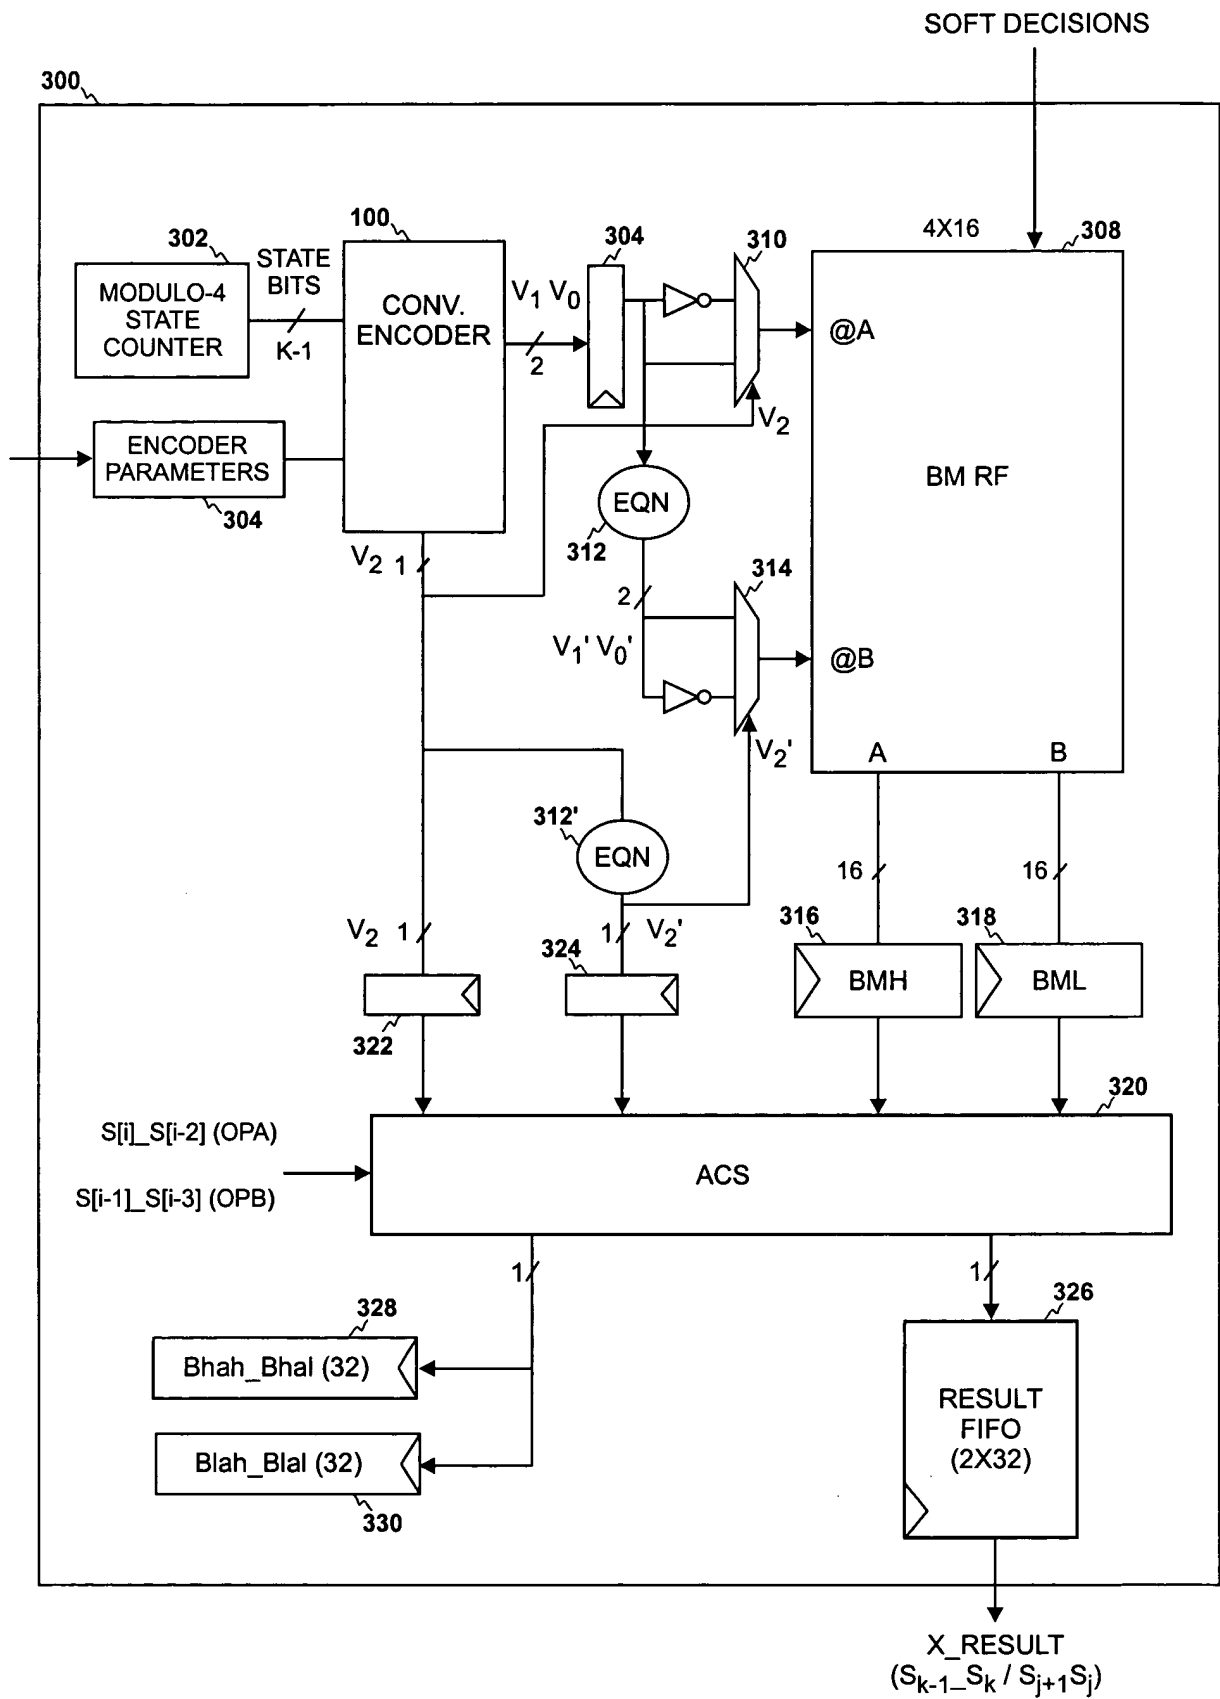 SOFT DECISIONS
300
302
MODULO-4
STATE
COUNTER
STATE
BITS
K-1
100
CONV.
ENCODER
V1 V0
2
304
310
V2
4X16
308
@A
BM RF
@B
A
B
ENCODER
PARAMETERS
304
EQN
312
2
V1' V0'
314
V2'
V2 1
312'
EQN
V2 1
1 V2'
322
324
16
16
316
BMH
318
BML
320
S[i]_S[i-2] (OPA)
S[i-1]_S[i-3] (OPB)
ACS
1
1
328
Bhah_Bhal (32)
Blah_Blal (32)
330
326
RESULT
FIFO
(2X32)
X_RESULT
(Sk-1_Sk / Sj+1Sj)